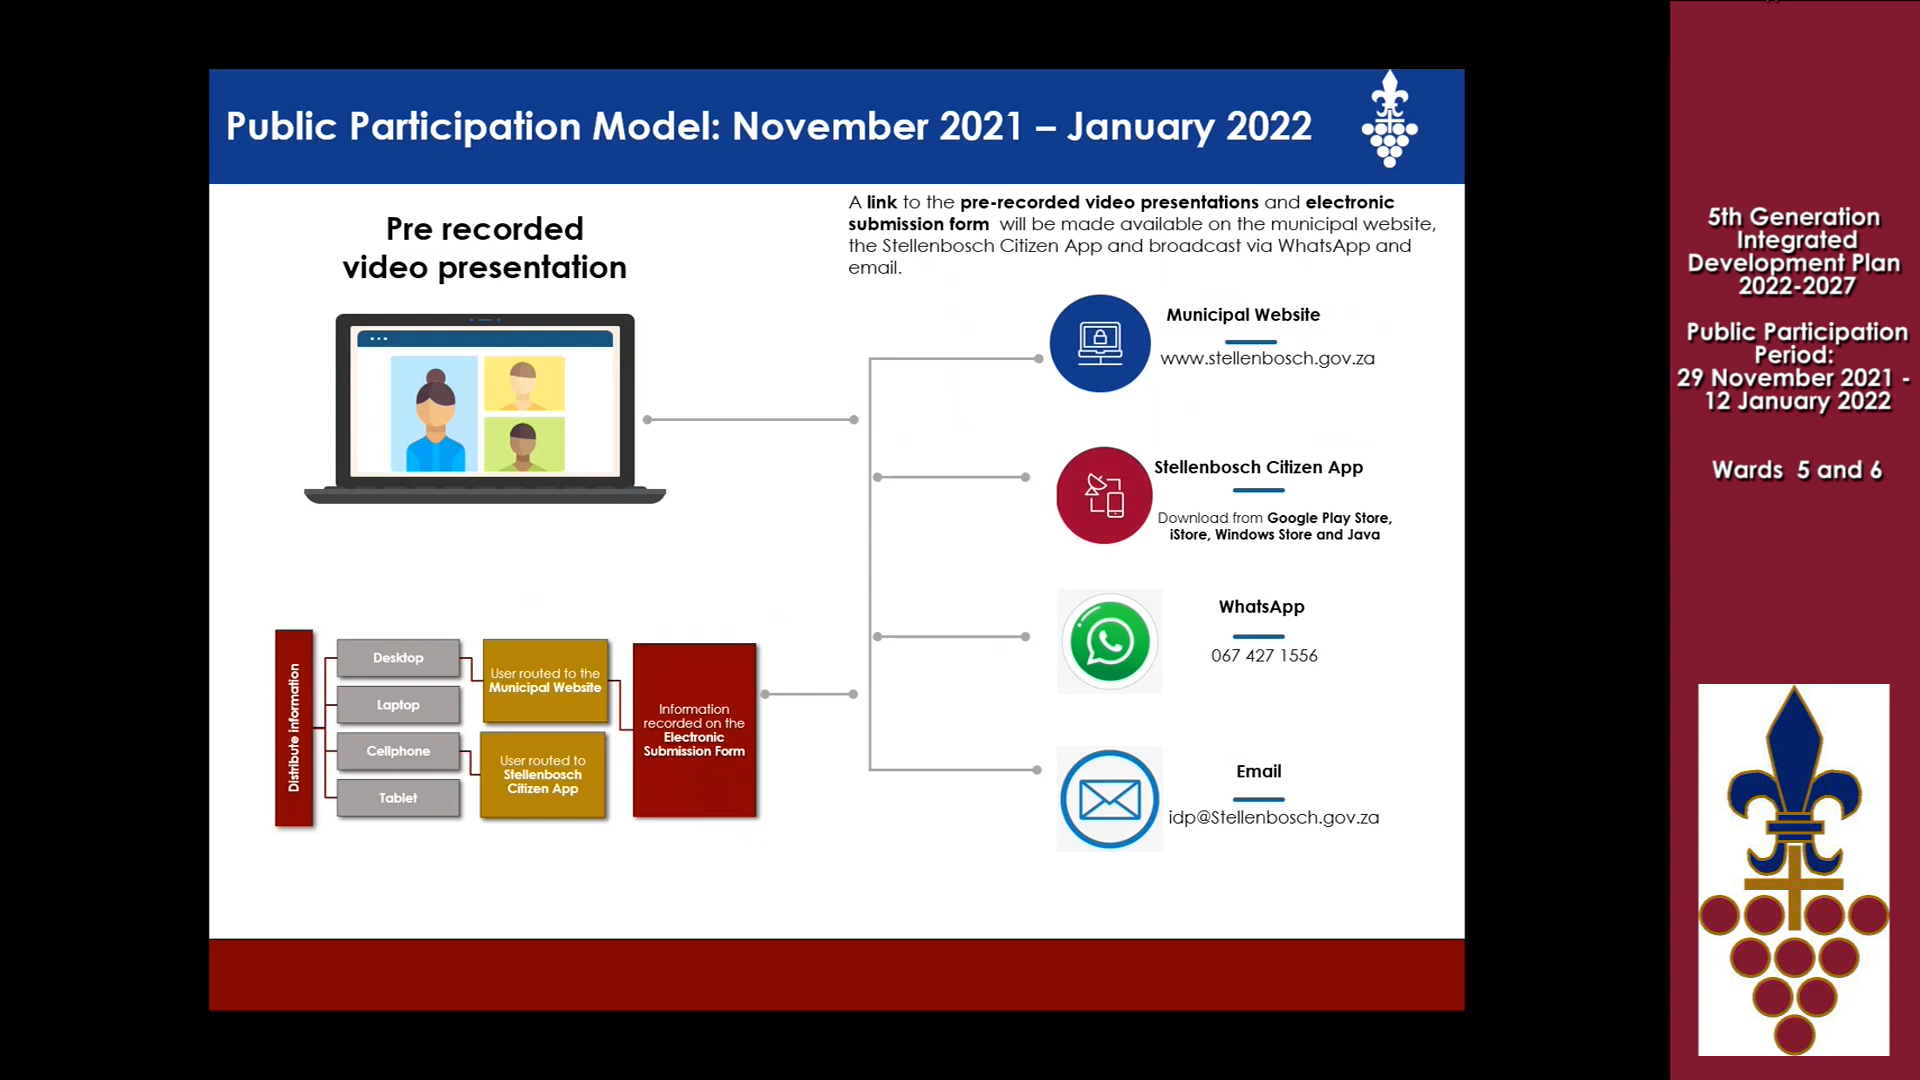 Public Participation Model: November 2021 – January 2022
Pre recorded
video presentation
A link to the pre-recorded video presentations and electronic
submission form will be made available on the municipal website,
the Stellenbosch Citizen App and broadcast via WhatsApp and
email.
Municipal Website
www.stellenbosch.gov.za
Stellenbosch Citizen App
Download from Google Play Store,
iStore, Windows Store and Java
WhatsApp
067 427 1556
Email
idp@Stellenbosch.gov.za
Distribute information
Desktop
Laptop
Cellphone
Tablet
User routed to the
Municipal Website
User routed to
Stellenbosch
Citizen App
Information
recorded on the
Electronic
Submission Form
5th Generation
Integrated
Development Plan
2022-2027
Public Participation
Period:
29 November 2021 -
12 January 2022
Wards 5 and 6